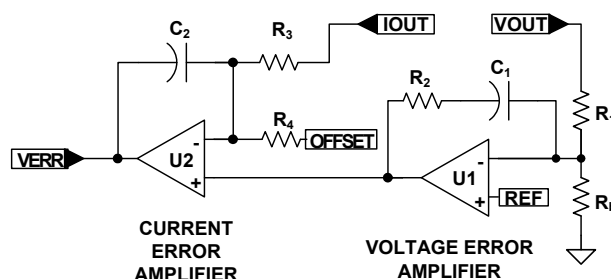 C2
R3
IOUT
VOUT
R2
C1
R4
OFFSET
VERR
U2
-
+
U1
-
+
REF
CURRENT
ERROR
AMPLIFIER
VOLTAGE ERROR
AMPLIFIER